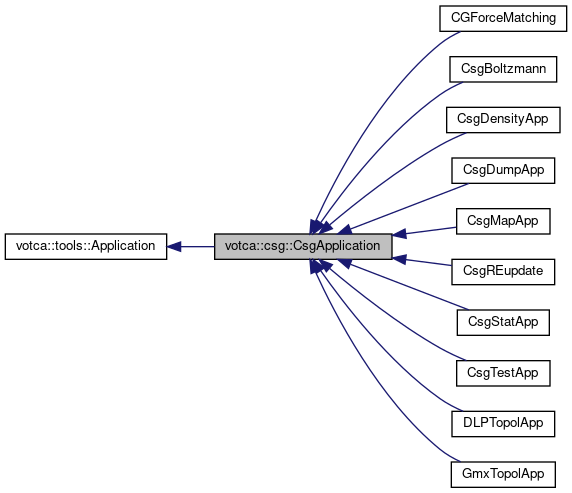 CGForceMatching
CsgBoltzmann
CsgDensityApp
CsgDumpApp
CsgMapApp
votca::tools::Application
votca::csg::CsgApplication
CsgREupdate
CsgStatApp
CsgTestApp
DLPTopolApp
GmxTopolApp